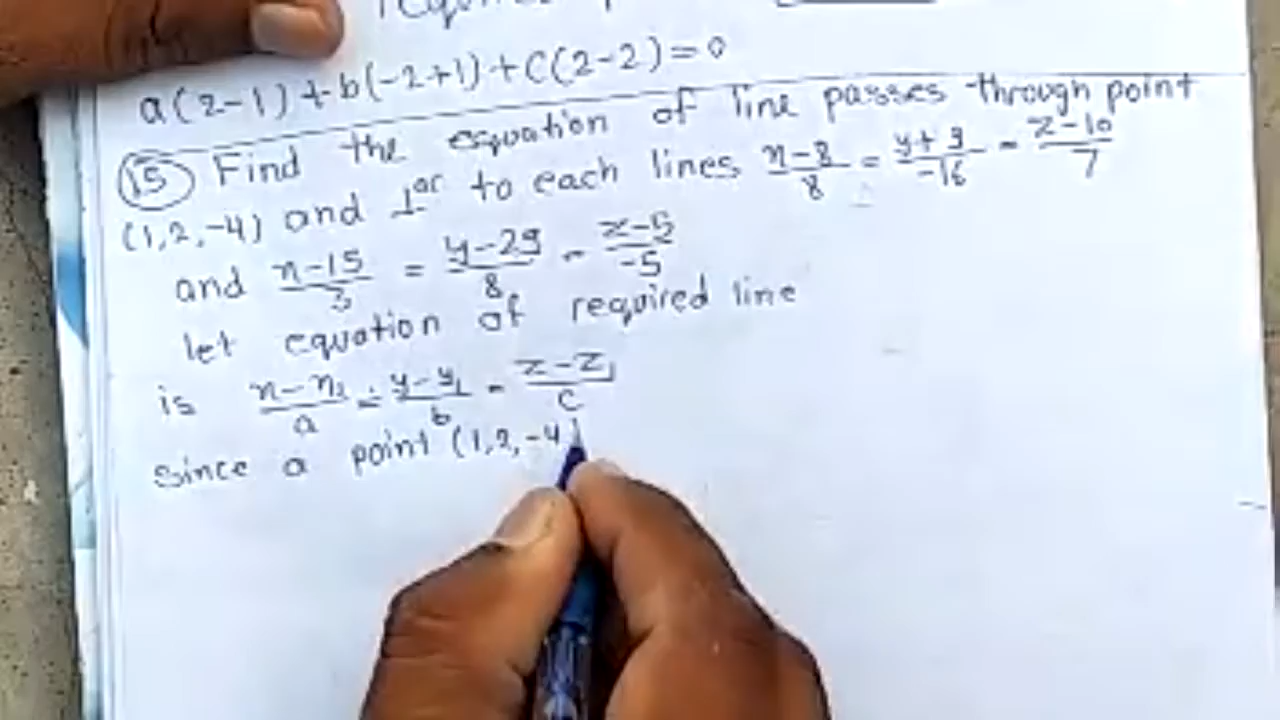 a(2-1)+b(-2+1)+c(2-2)=0
(15) Find the equation of line passes through point
(1,2,-4) and ⊥ar to each lines x-8/8 = y+9/-16 = z-10/7
and x-15/3 = y-29/8 = z-5/-5
let equation of required line
is x-x1/a = y-y1/b = z-z1/c
Since a point (1,2,-4)